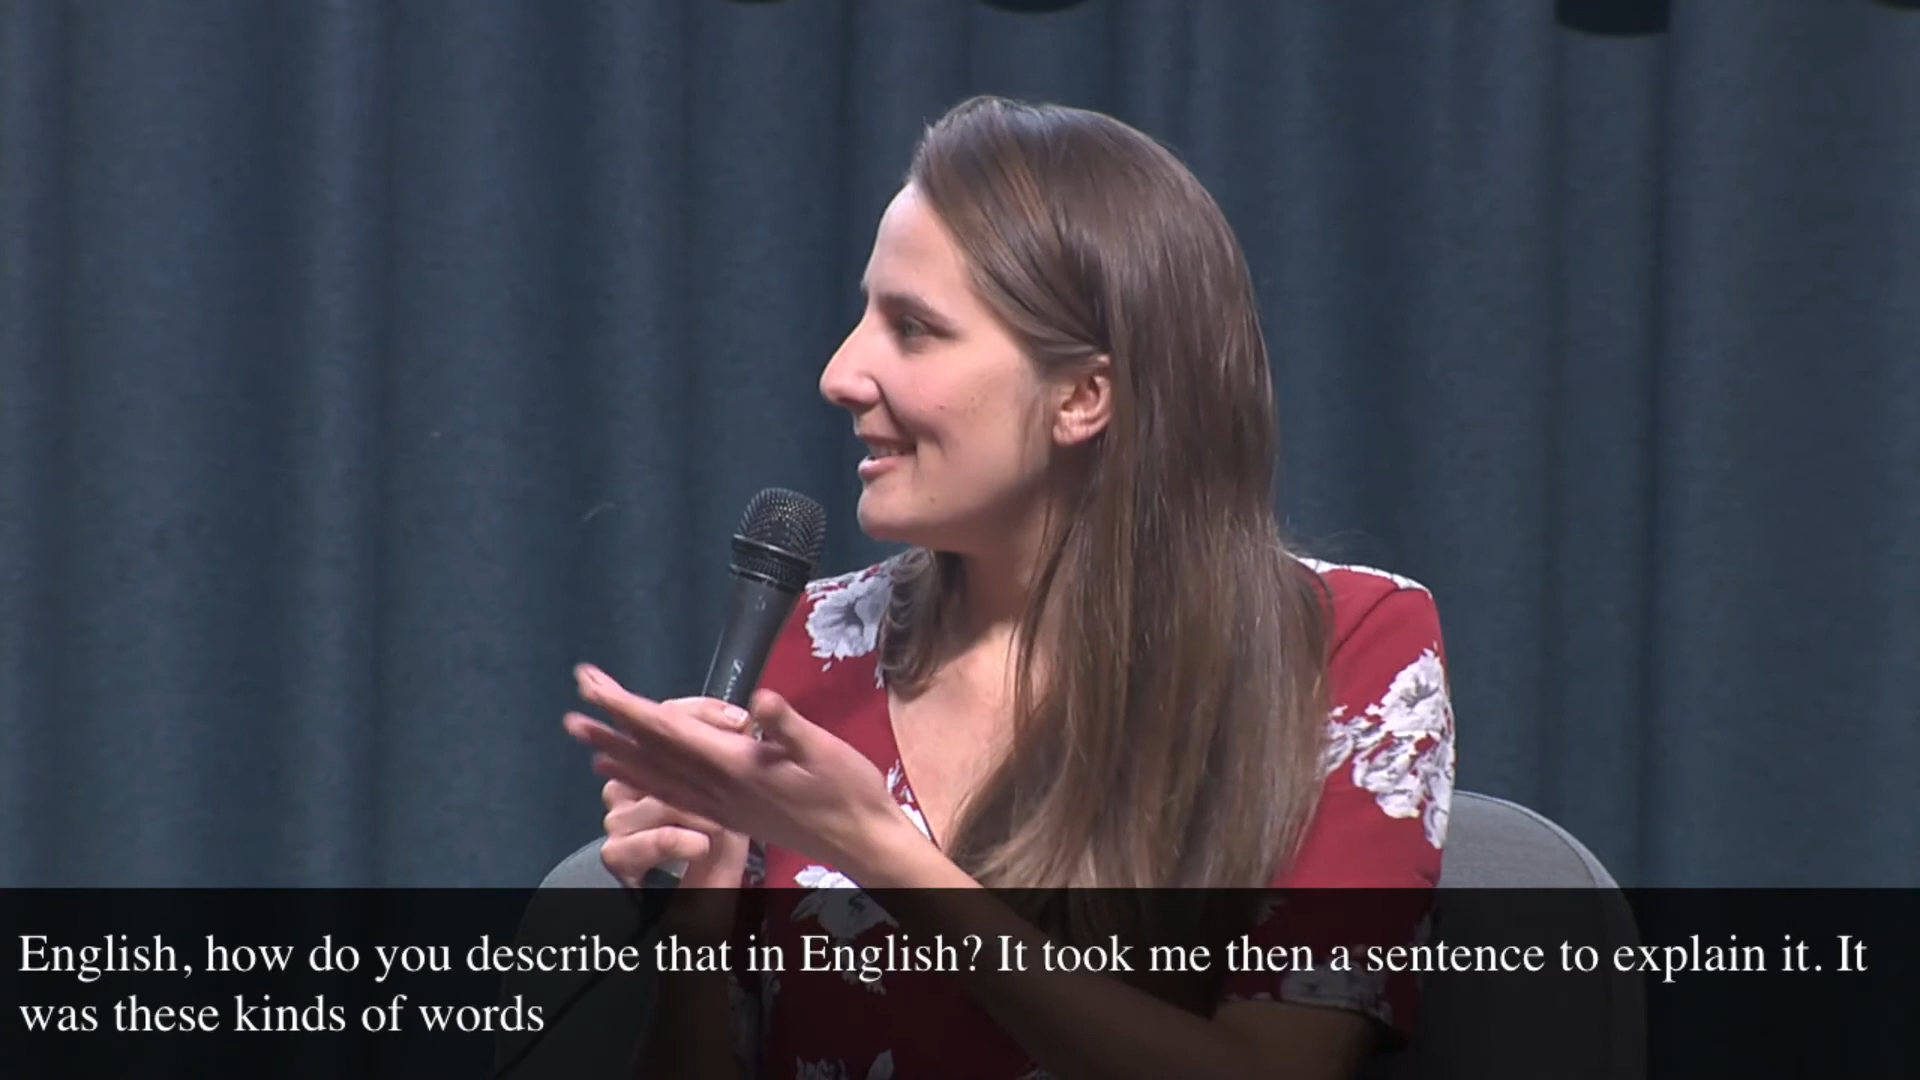 English, how do you describe that in English? It took me then a sentence to explain it. It
was these kinds of words